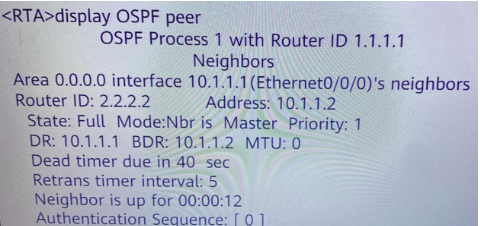 <RTA>display OSPF peer
OSPF Process 1 with Router ID 1.1.1.1
Neighbors
Area 0.0.0.0 interface 10.1.1.1(Ethernet0/0/0)'s neighbors
Router ID: 2.2.2.2 Address: 10.1.1.2
State: Full Mode:Nbr is Master Priority: 1
DR: 10.1.1.1 BDR: 10.1.1.2 MTU: 0
Dead timer due in 40 sec
Retrans timer interval: 5
Neighbor is up for 00:00:12
Authentication Sequence: [ 0 ]